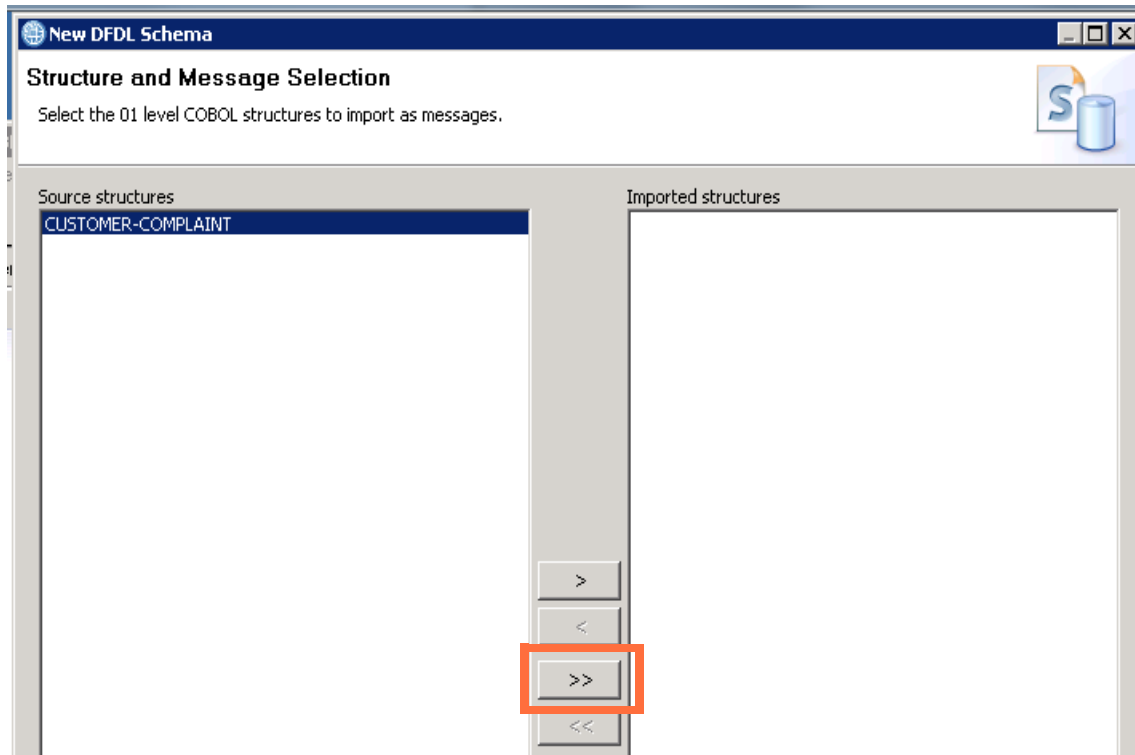 New DFDL Schema
Structure and Message Selection
Select the 01 level COBOL structures to import as messages.
Source structures
Imported structures
CUSTOMER-COMPLAINT
>
<
>>
<<